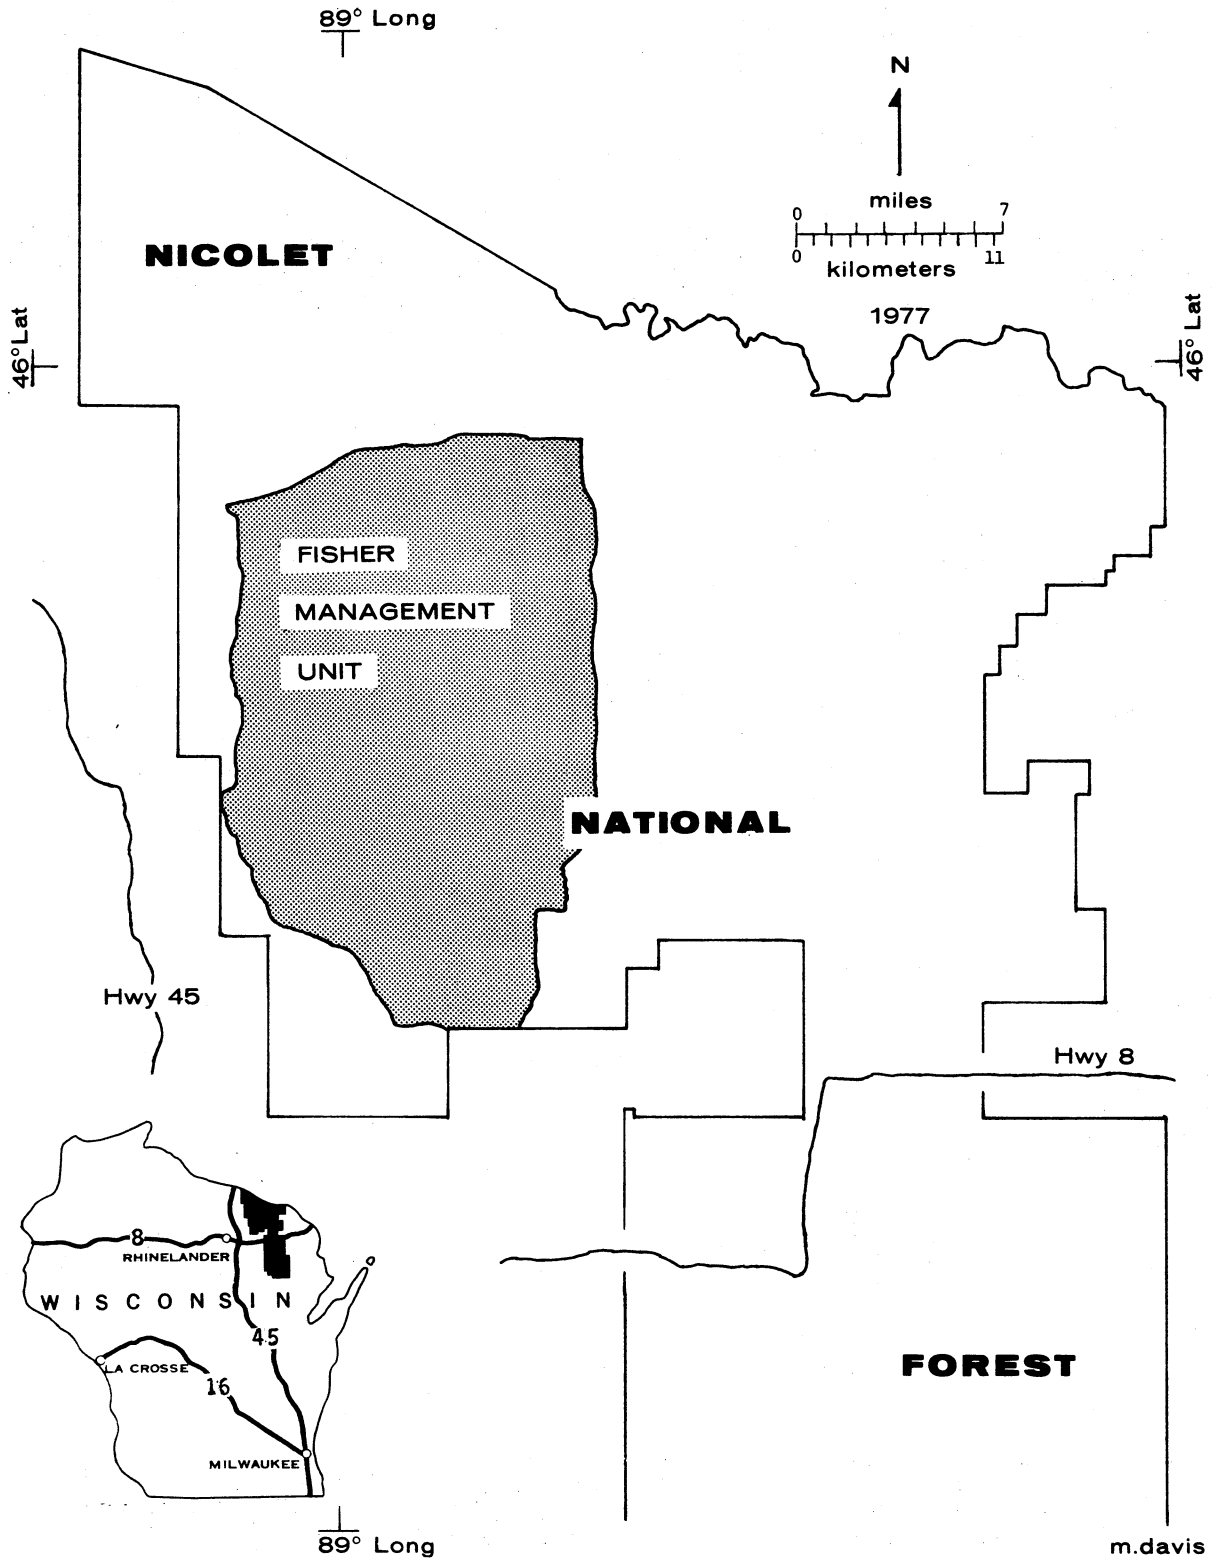 89° Long
N
miles
0 7
0 11
kilometers
1977
NICOLET
46° Lat
46° Lat
FISHER
MANAGEMENT
UNIT
NATIONAL
Hwy 45
Hwy 8
8
RHINELANDER
WISCONSIN
45
LA CROSSE
16
MILWAUKEE
FOREST
89° Long
m.davis